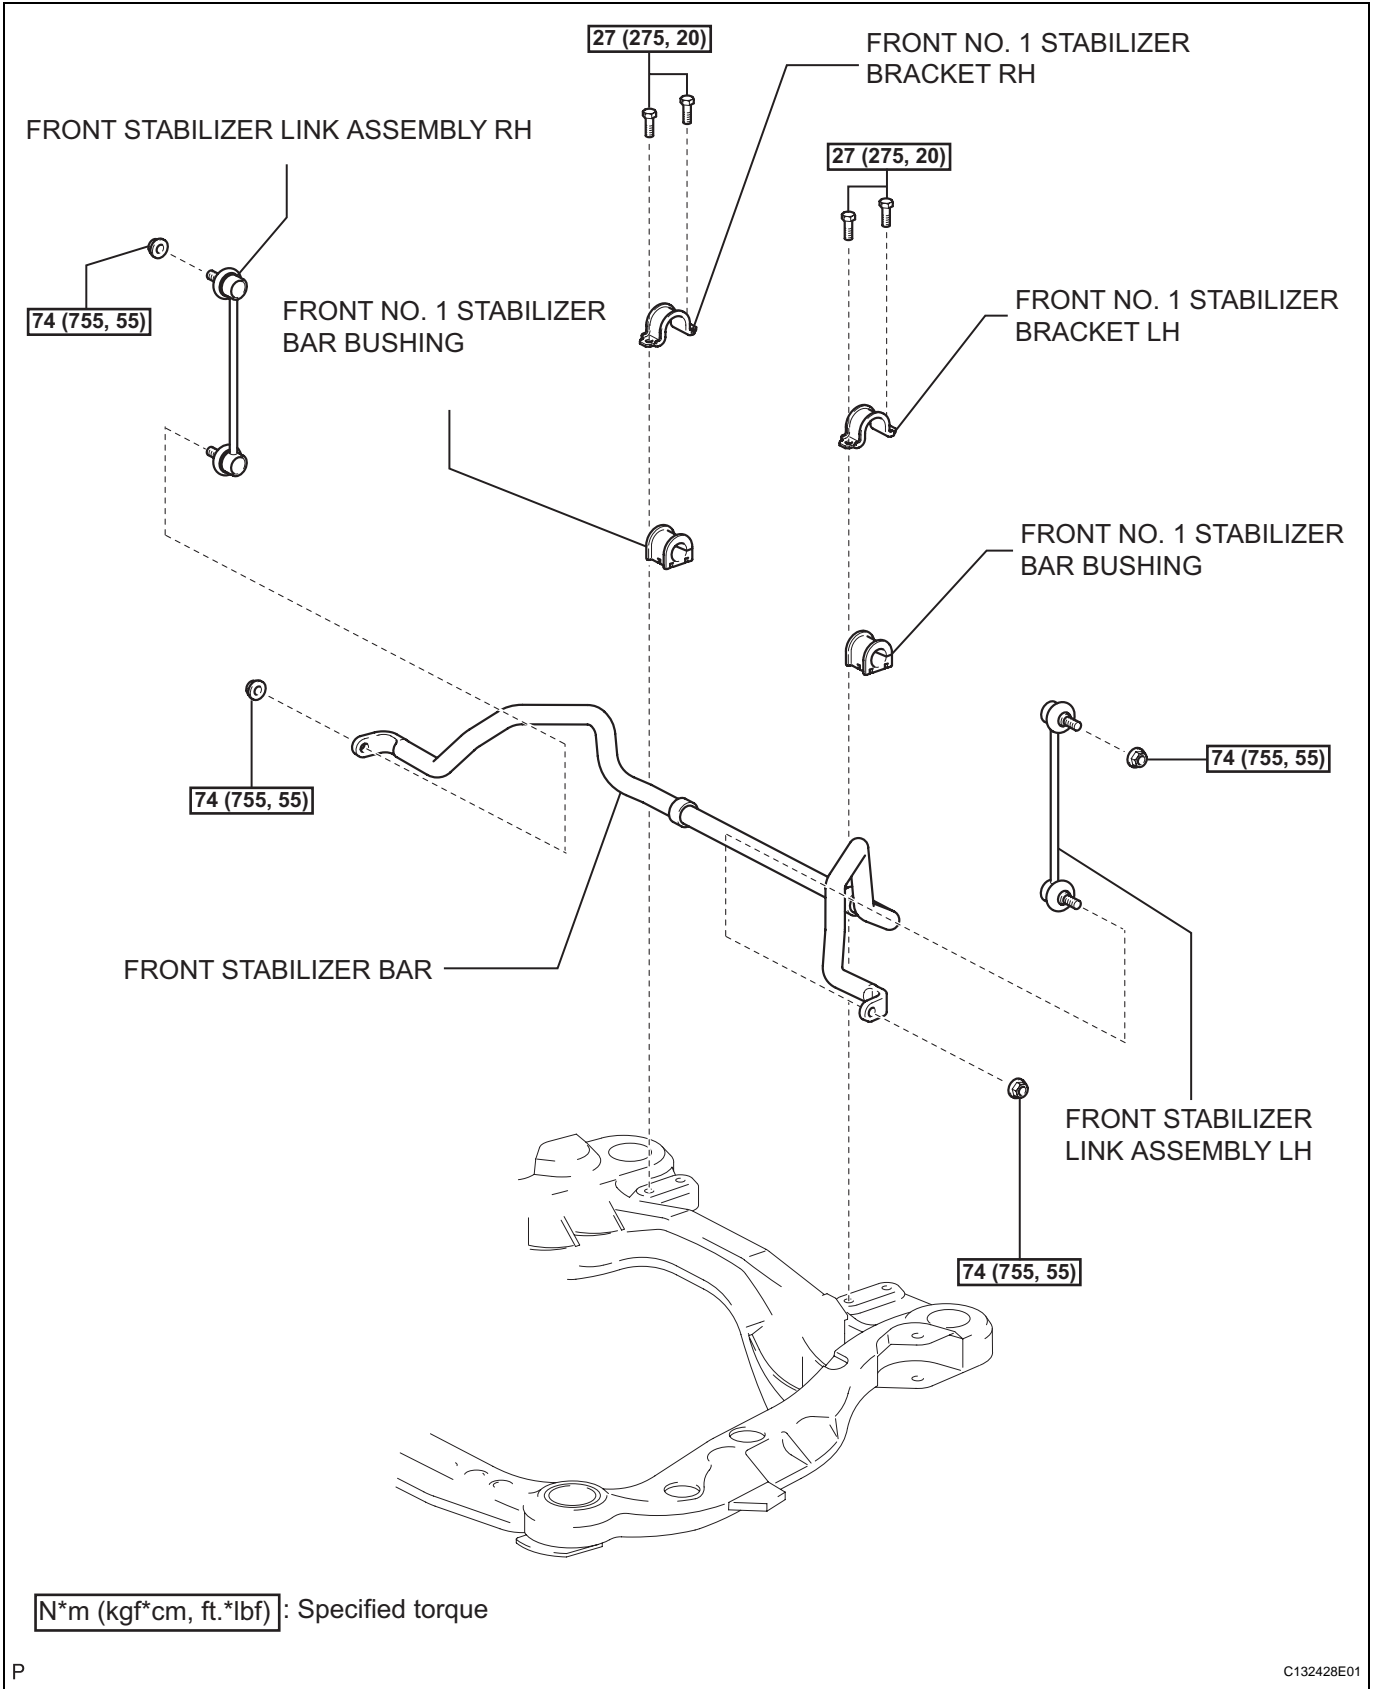 27 (275, 20)
FRONT NO. 1 STABILIZER
BRACKET RH
FRONT STABILIZER LINK ASSEMBLY RH
27 (275, 20)
74 (755, 55)
FRONT NO. 1 STABILIZER
BAR BUSHING
FRONT NO. 1 STABILIZER
BRACKET LH
FRONT NO. 1 STABILIZER
BAR BUSHING
74 (755, 55)
74 (755, 55)
FRONT STABILIZER BAR
FRONT STABILIZER
LINK ASSEMBLY LH
74 (755, 55)
N*m (kgf*cm, ft.*lbf) : Specified torque
P
C132428E01